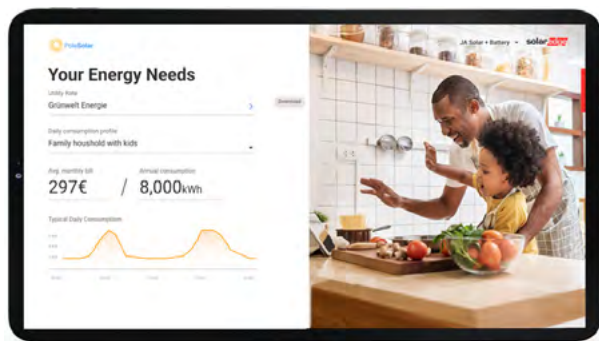 JA Solar + Battery
solaredge
Your Energy Needs
Utility Rate
Grünwelt Energie
Download
Daily consumption profile
Family houshold with kids
Avg. monthly bill
Annual consumption
297€ / 8,000kWh
Typical Daily Consumption